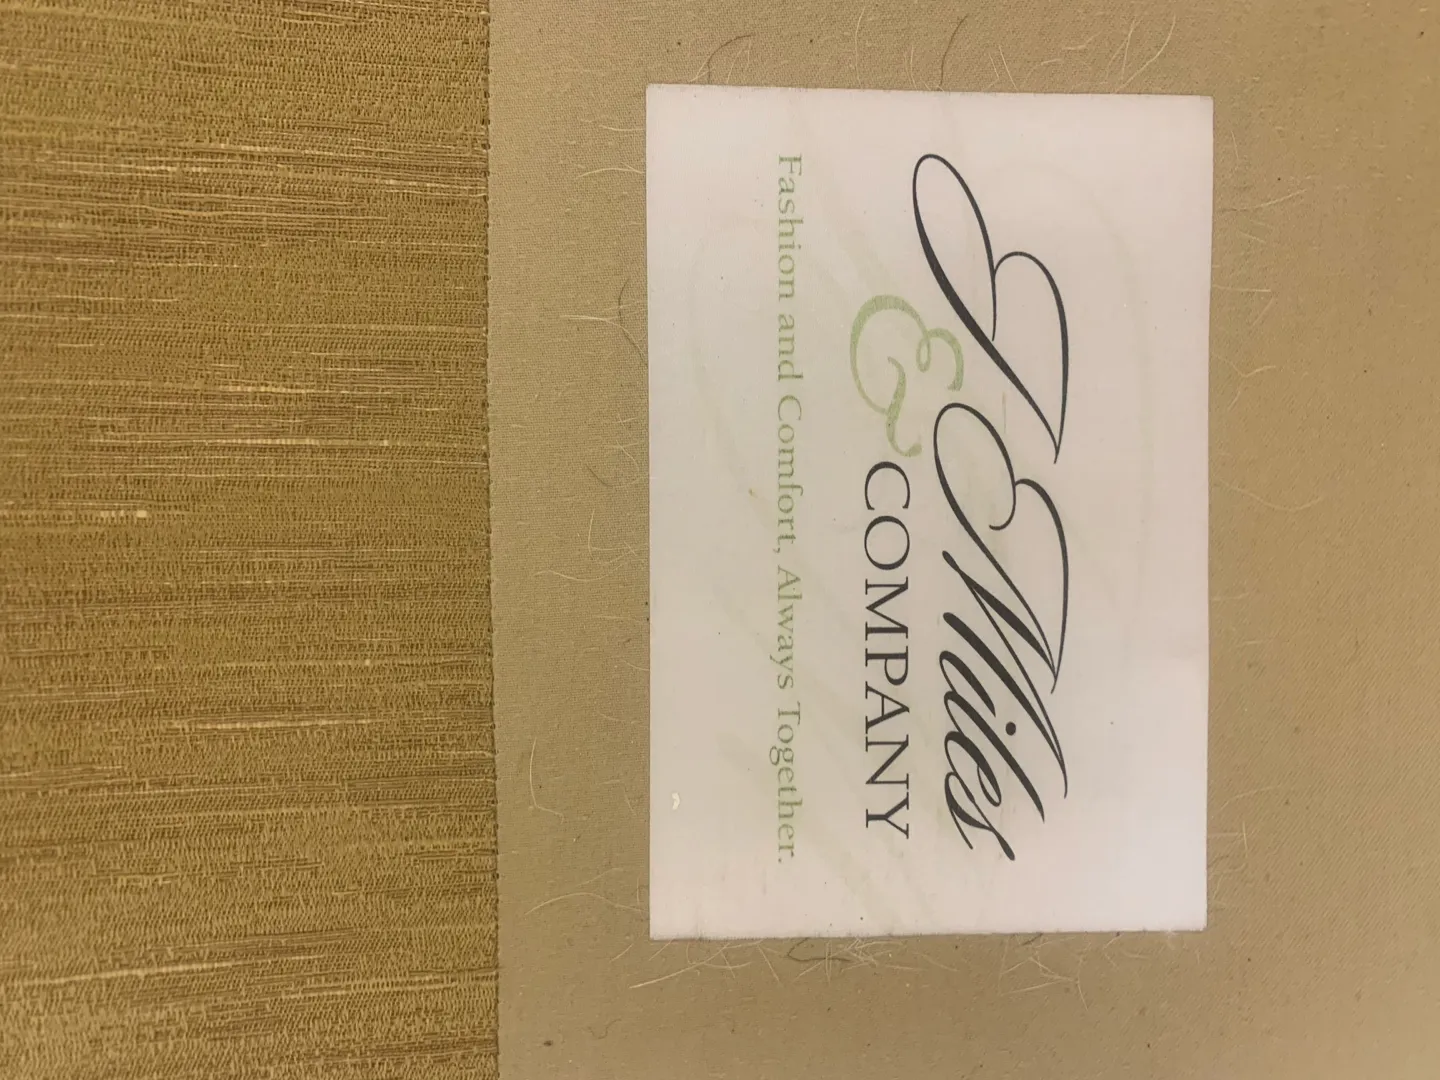 J Miles
& COMPANY
Fashion and Comfort, Always Together.